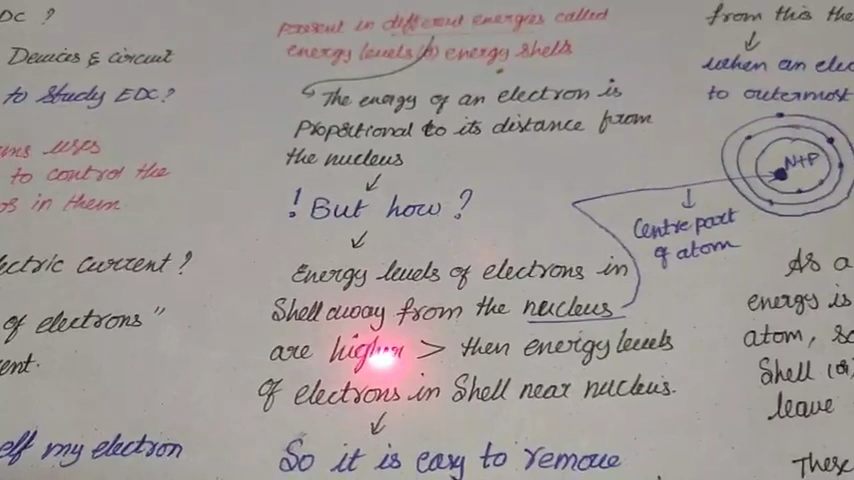 DC ?
Devices & circuit
to study EDC?
uses
to control the
in them.
ectric current?
of electrons"
ent.
elf my electron
present in different energies called
energy levels (or) energy shells
The energy of an electron is
proportional to its distance from
the nucleus
! But how ?
Energy levels of electrons in
Shell away from the nucleus
are higher > then energy levels
of electrons in Shell near nucleus.
So it is easy to remove
from this the
when an elec
to outermost
N+P
Centre part
of atom
As a
energy is
atom, so
Shell (or)
leave
These